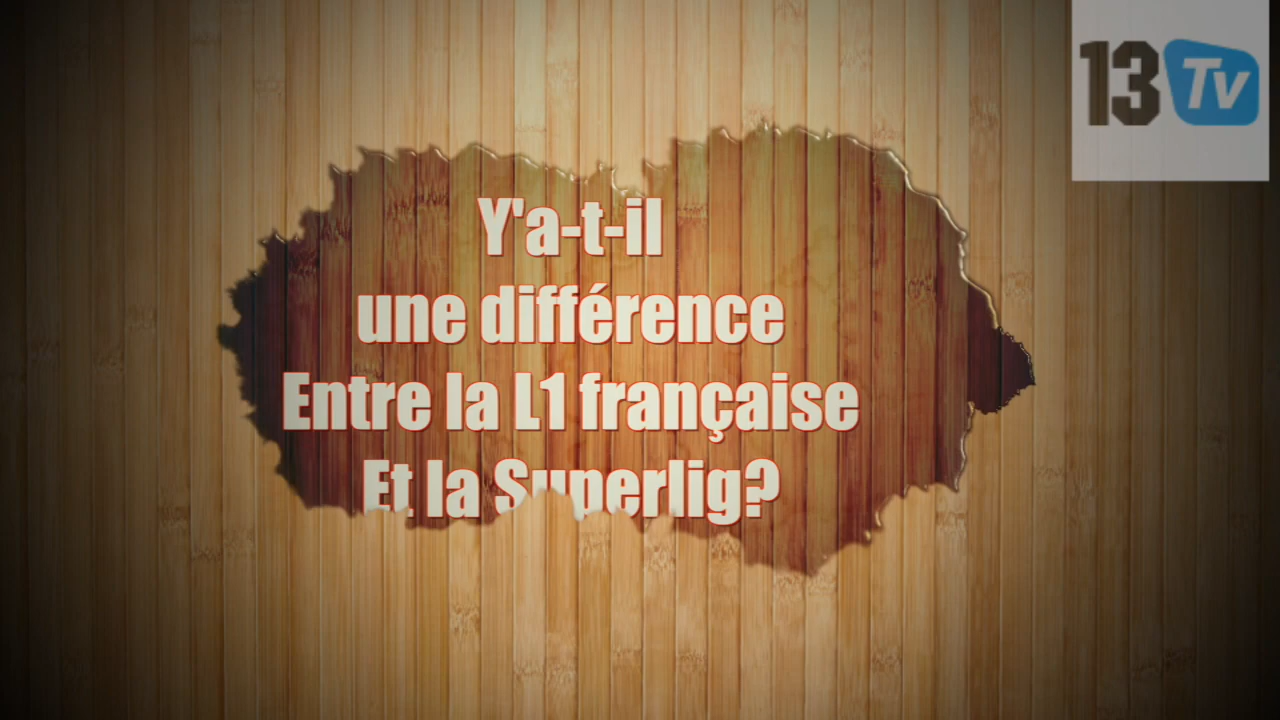 13 Tv
Y'a-t-il
une différence
Entre la L1 française
Et la Superlig?